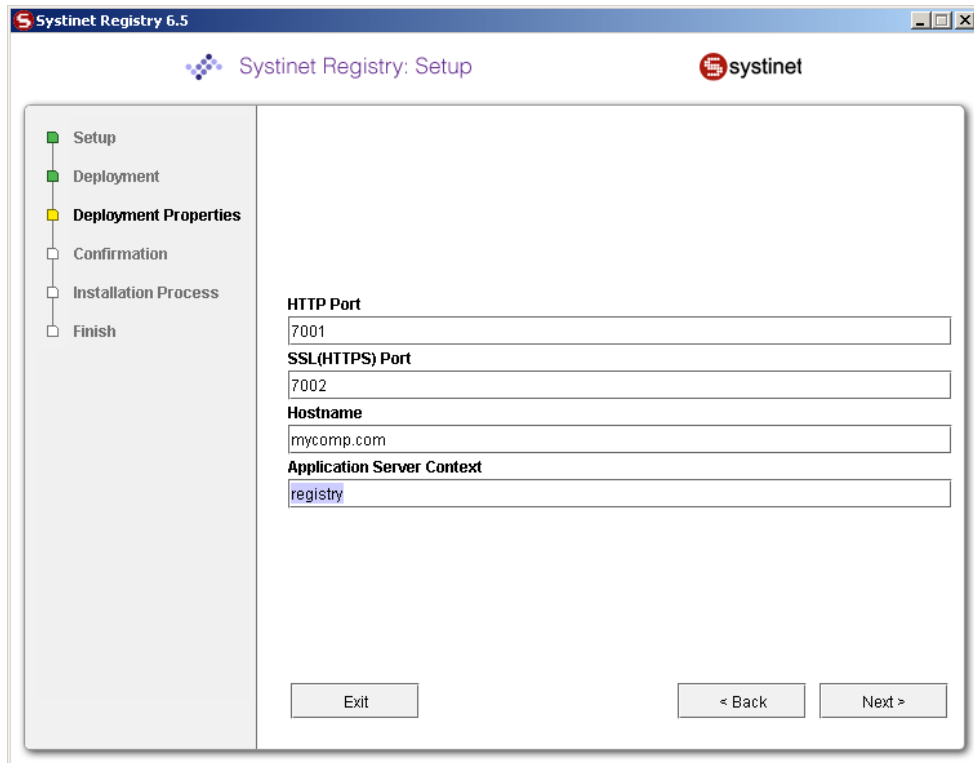 Systinet Registry 6.5
Systinet Registry: Setup
systinet
Setup
Deployment
Deployment Properties
Confirmation
Installation Process
Finish
HTTP Port
7001
SSL(HTTPS) Port
7002
Hostname
mycomp.com
Application Server Context
registry
Exit
< Back
Next >